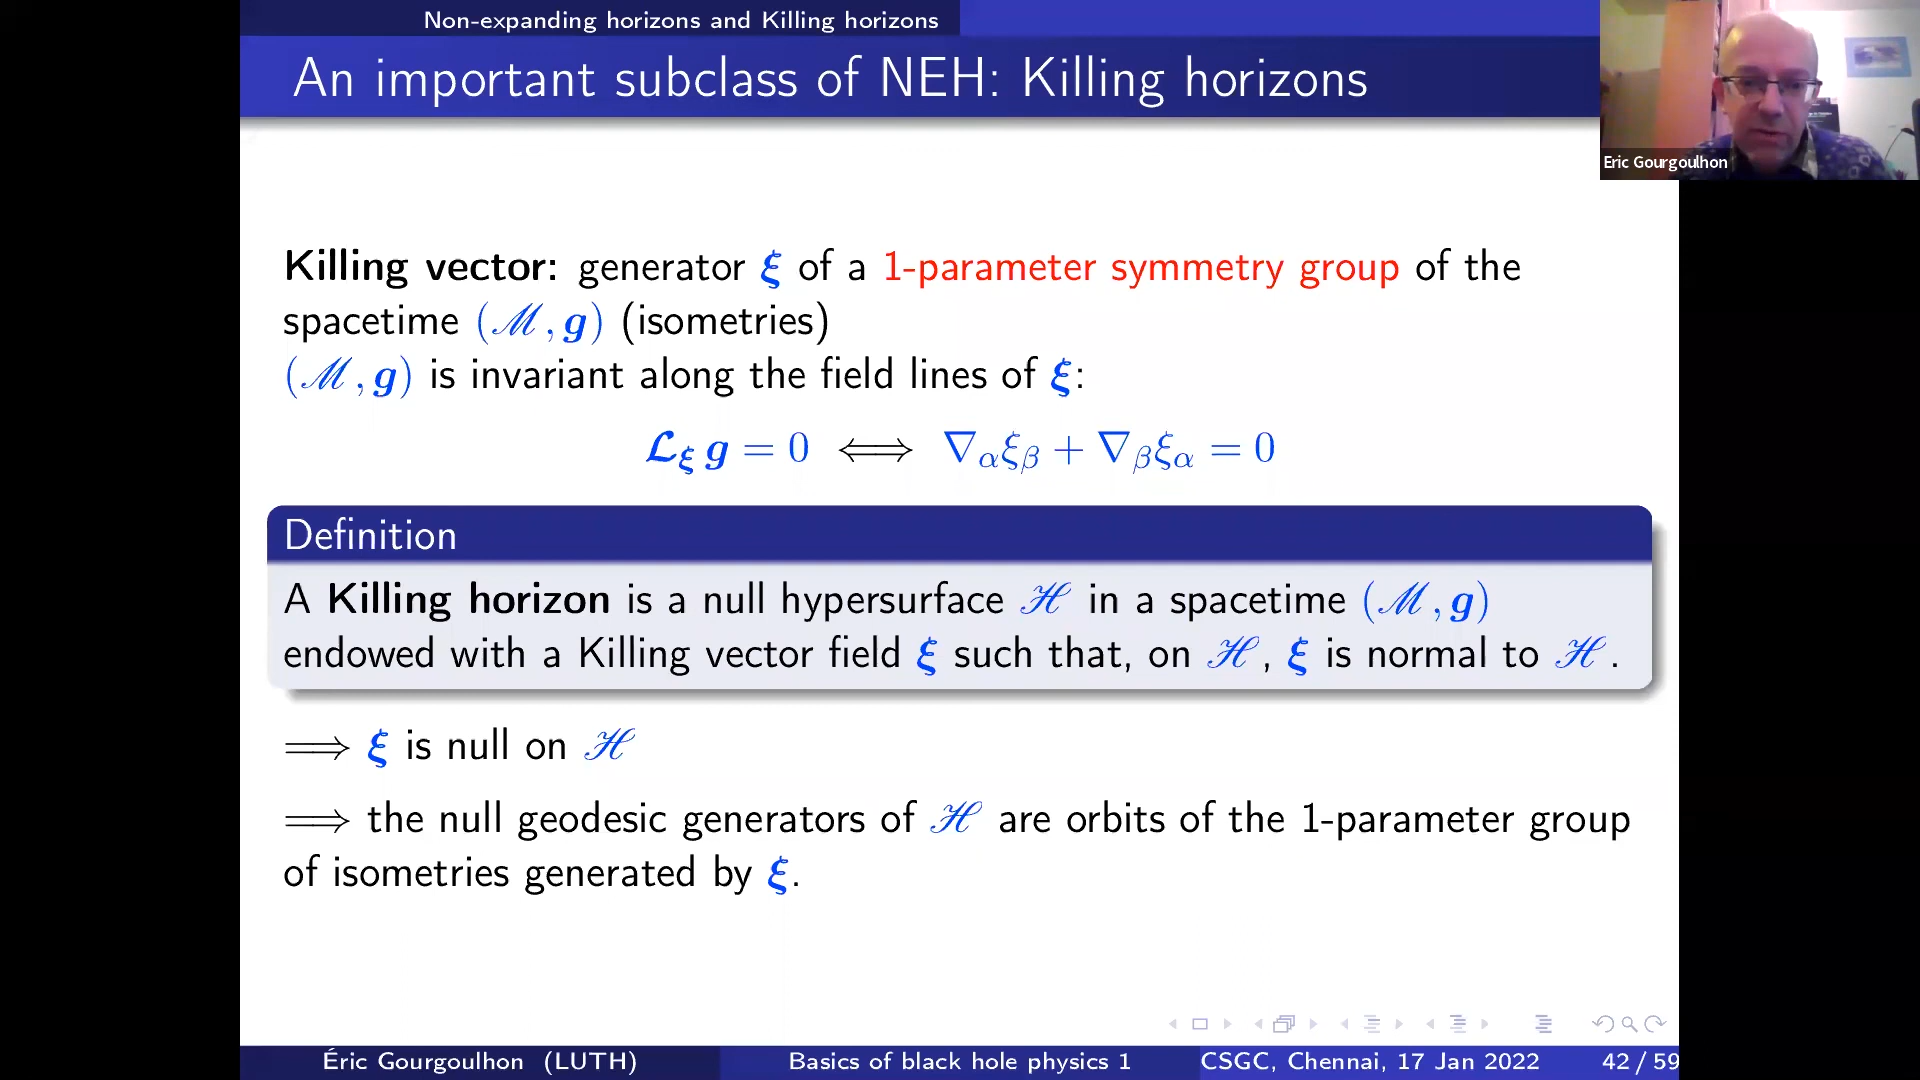 Non-expanding horizons and Killing horizons
An important subclass of NEH: Killing horizons
Eric Gourgoulhon
Killing vector: generator ξ of a 1-parameter symmetry group of the
spacetime (ℳ, g) (isometries)
(ℳ, g) is invariant along the field lines of ξ:
𝓛_ξ g = 0 ⟺ ∇_α ξ_β + ∇_β ξ_α = 0
Definition
A Killing horizon is a null hypersurface ℋ in a spacetime (ℳ, g)
endowed with a Killing vector field ξ such that, on ℋ, ξ is normal to ℋ.
⟹ ξ is null on ℋ
⟹ the null geodesic generators of ℋ are orbits of the 1-parameter group
of isometries generated by ξ.
Éric Gourgoulhon (LUTH) Basics of black hole physics 1 CSGC, Chennai, 17 Jan 2022 42 / 59